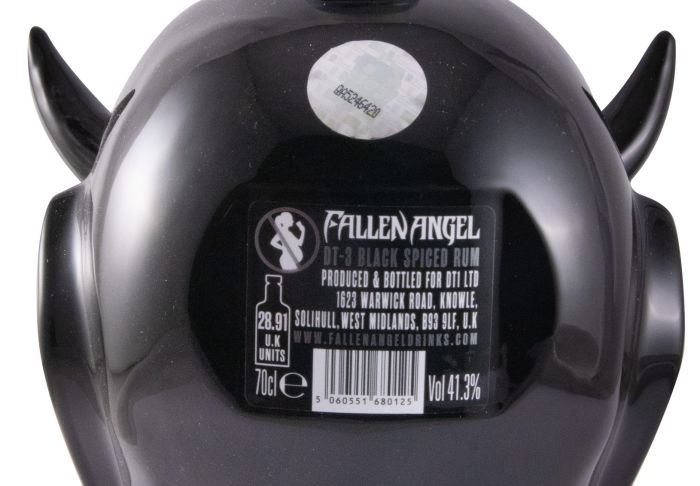 QA5246420
FALLEN ANGEL
DT-3 BLACK SPICED RUM
PRODUCED & BOTTLED FOR DTI LTD
1623 WARWICK ROAD, KNOWLE,
SOLIHULL, WEST MIDLANDS, B93 9LF, U.K
WWW.FALLENANGELDRINKS.COM
28.91
U.K
UNITS
70cl e
Vol 41.3%
5 060551 680125